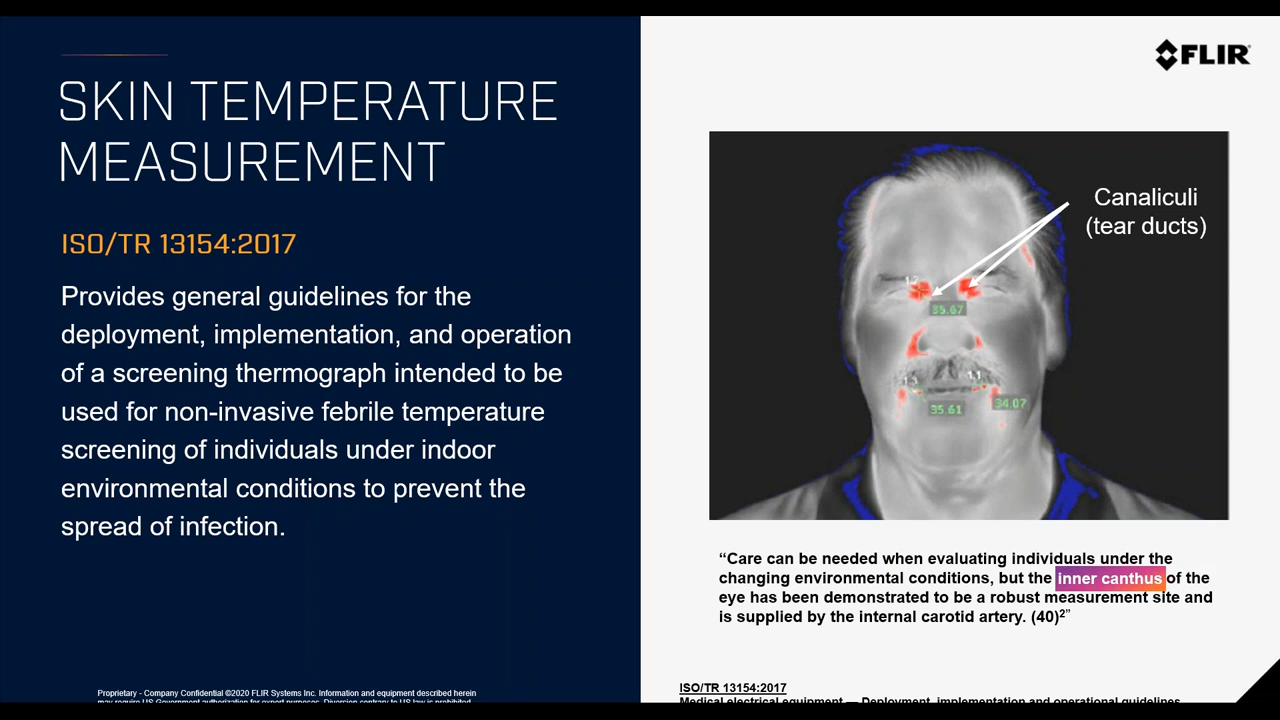 SKIN TEMPERATURE
MEASUREMENT
ISO/TR 13154:2017
Provides general guidelines for the
deployment, implementation, and operation
of a screening thermograph intended to be
used for non-invasive febrile temperature
screening of individuals under indoor
environmental conditions to prevent the
spread of infection.
Proprietary - Company Confidential ©2020 FLIR Systems Inc. Information and equipment described herein
may require US Government authorization for export purposes. Diversion contrary to US law is prohibited.
FLIR
Canaliculi
(tear ducts)
1.2
35.67
1.3
1.1
35.61
34.07
“Care can be needed when evaluating individuals under the
changing environmental conditions, but the inner canthus of the
eye has been demonstrated to be a robust measurement site and
is supplied by the internal carotid artery. (40)²”
ISO/TR 13154:2017
Medical electrical equipment — Deployment, implementation and operational guidelines